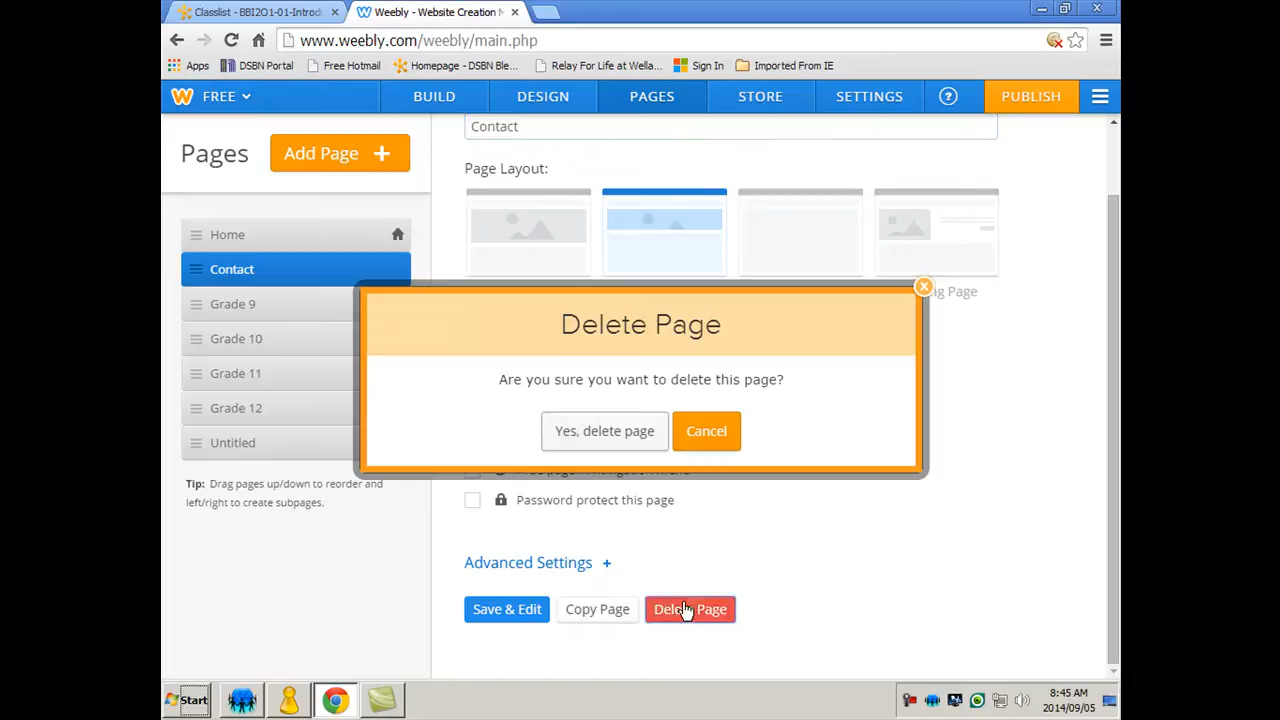 Classlist - BBI2O1-01-Introdu
Weebly - Website Creation M
www.weebly.com/weebly/main.php
Apps
DSBN Portal
Free Hotmail
Homepage - DSBN Ble...
Relay For Life at Wella...
Sign In
Imported From IE
FREE
BUILD
DESIGN
PAGES
STORE
SETTINGS
?
PUBLISH
Pages
Add Page +
Contact
Page Layout:
Home
Contact
Grade 9
Grade 10
Grade 11
Grade 12
Untitled
Tip: Drag pages up/down to reorder and
left/right to create subpages.
ng Page
Delete Page
Are you sure you want to delete this page?
Yes, delete page
Cancel
Password protect this page
Advanced Settings +
Save & Edit
Copy Page
Delete Page
Start
8:45 AM
2014/09/05